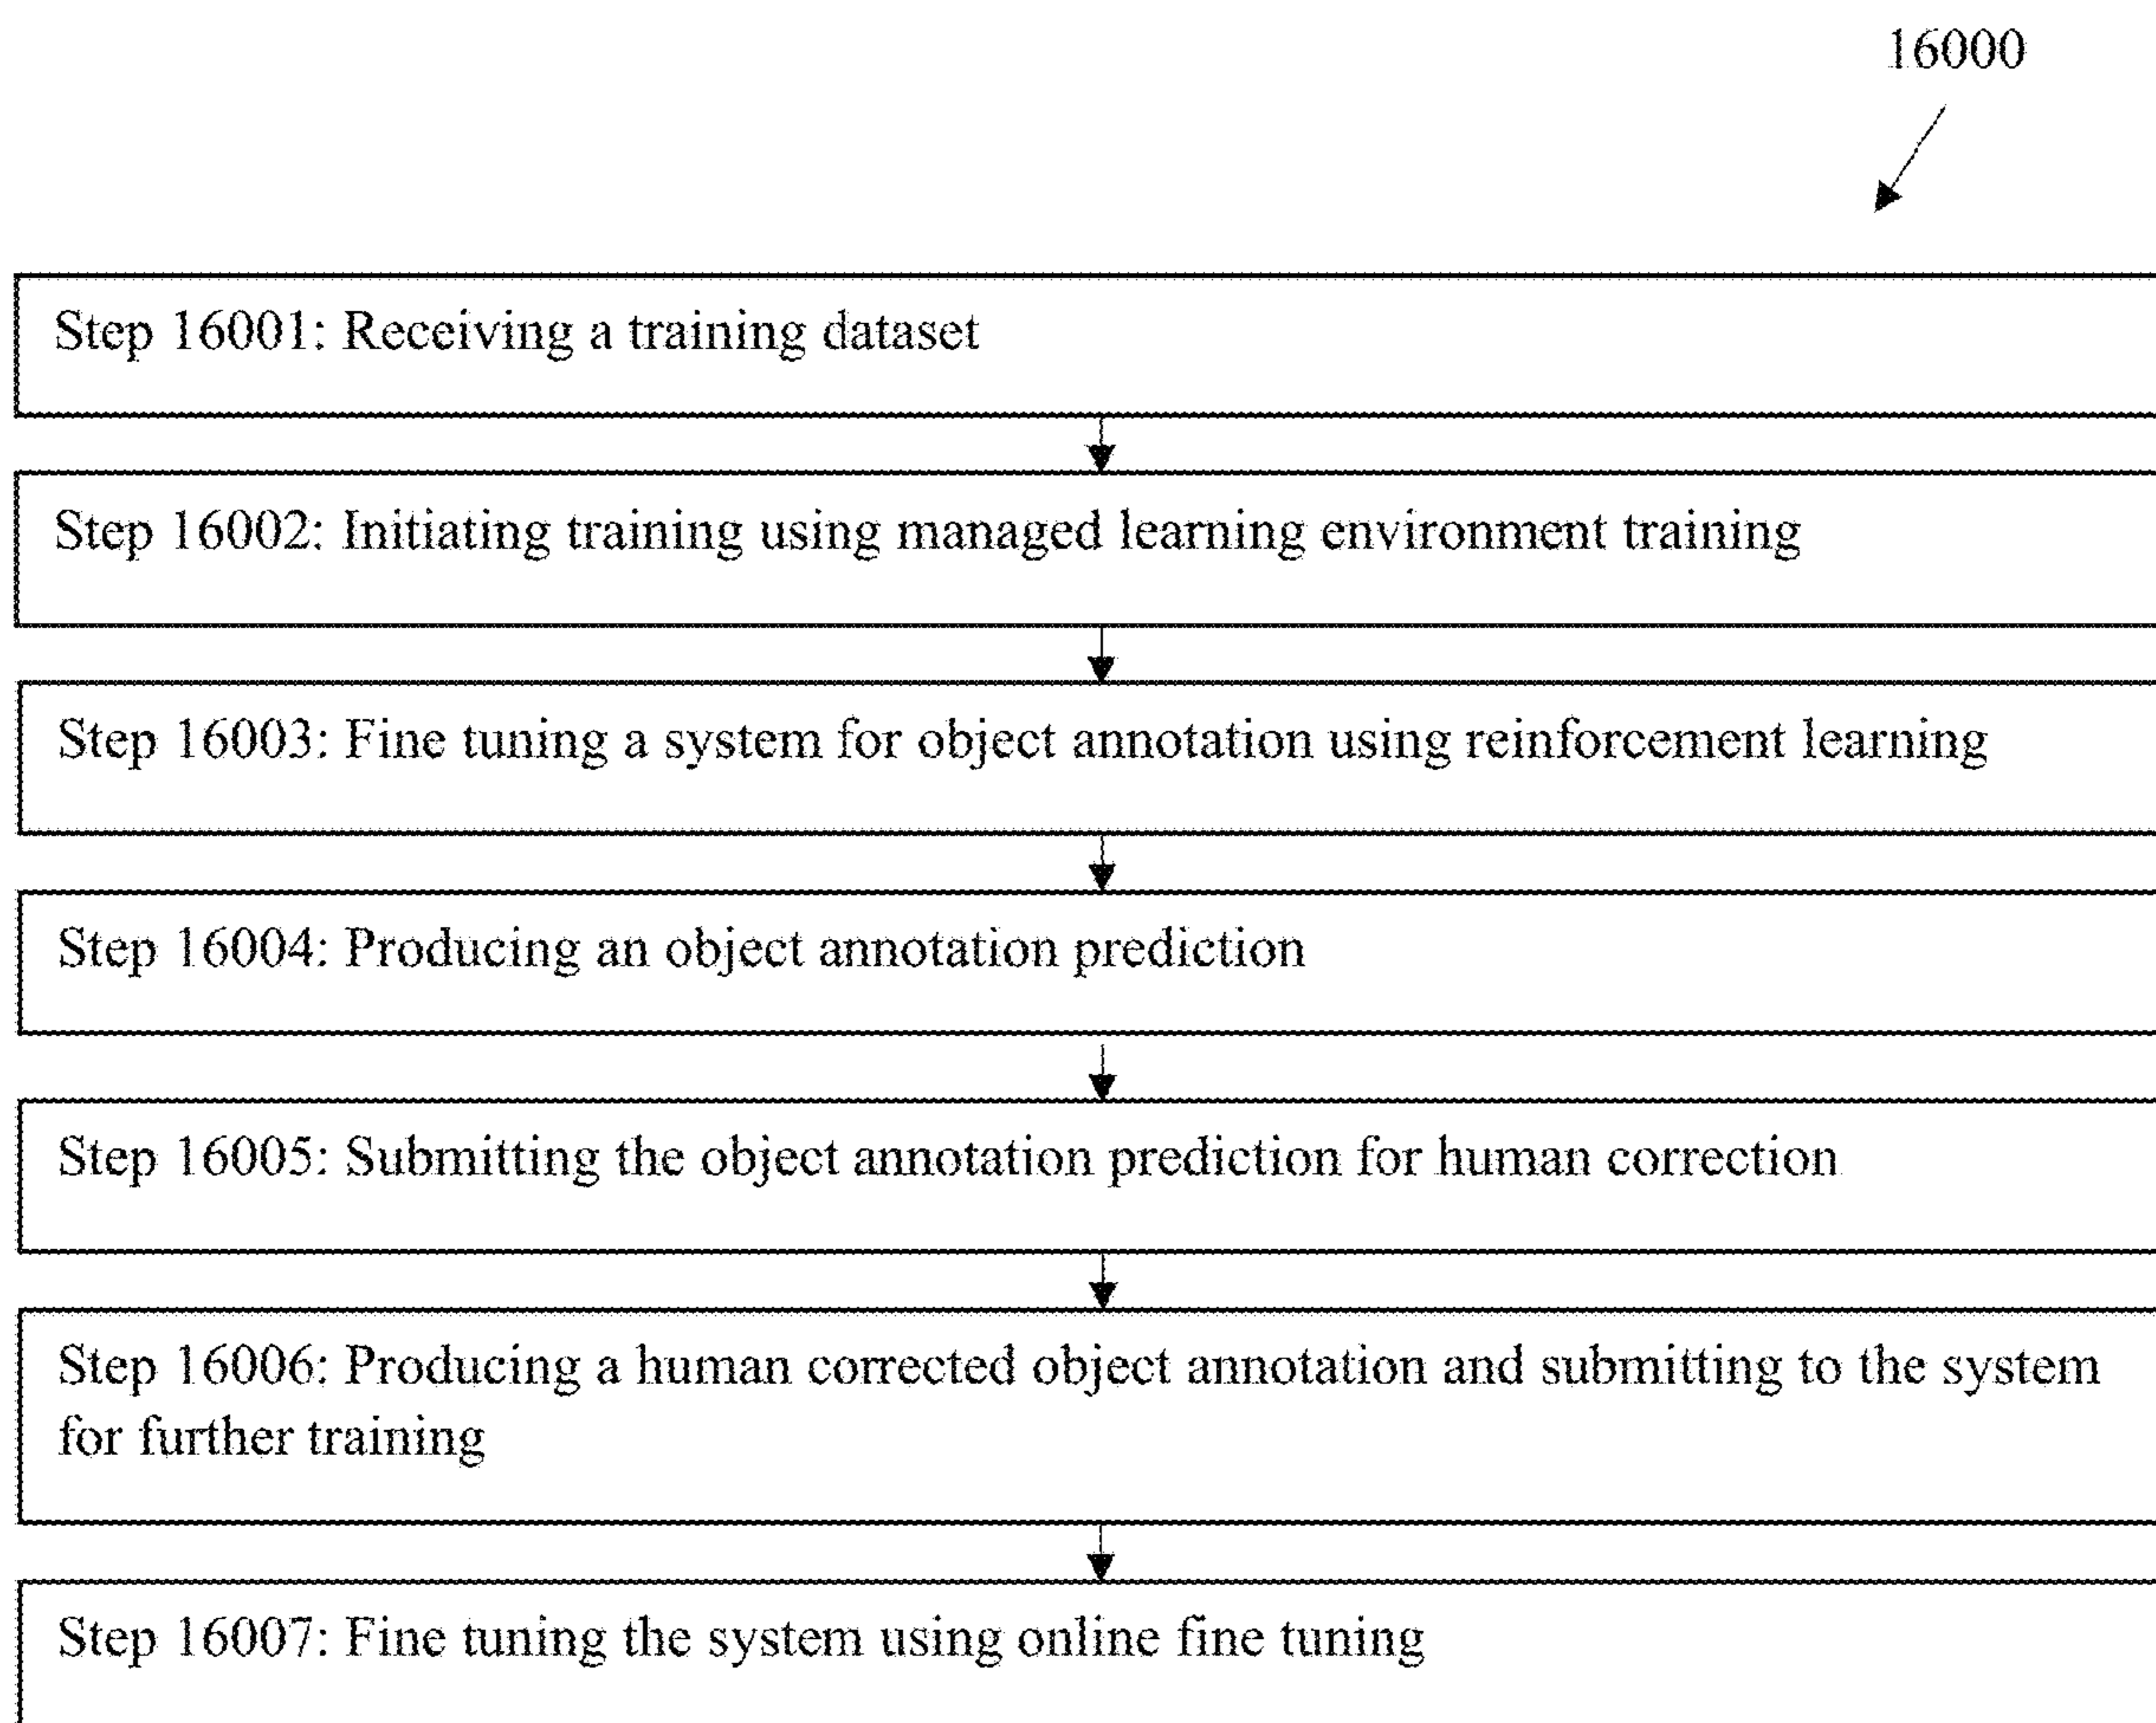 16000
Step 16001: Receiving a training dataset
Step 16002: Initiating training using managed learning environment training
Step 16003: Fine tuning a system for object annotation using reinforcement learning
Step 16004: Producing an object annotation prediction
Step 16005: Submitting the object annotation prediction for human correction
Step 16006: Producing a human corrected object annotation and submitting to the system
for further training
Step 16007: Fine tuning the system using online fine tuning